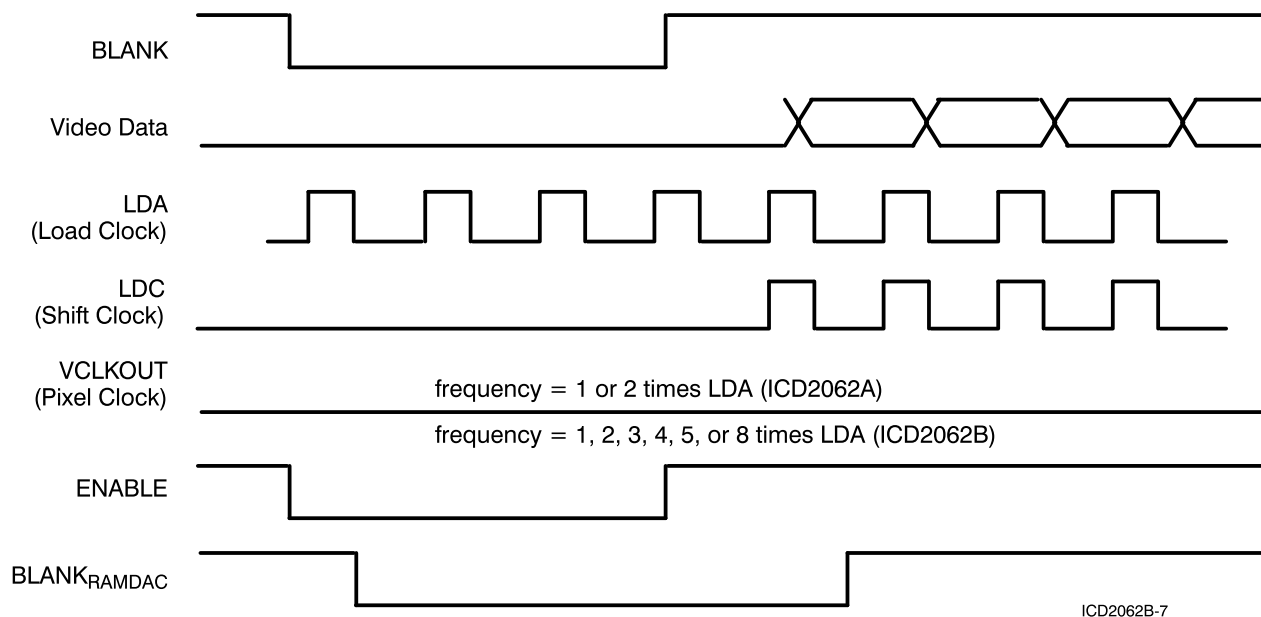 BLANK
Video Data
LDA
(Load Clock)
LDC
(Shift Clock)
VCLKOUT
(Pixel Clock)
frequency = 1 or 2 times LDA (ICD2062A)
frequency = 1, 2, 3, 4, 5, or 8 times LDA (ICD2062B)
ENABLE
BLANKRAMDAC
ICD2062B-7